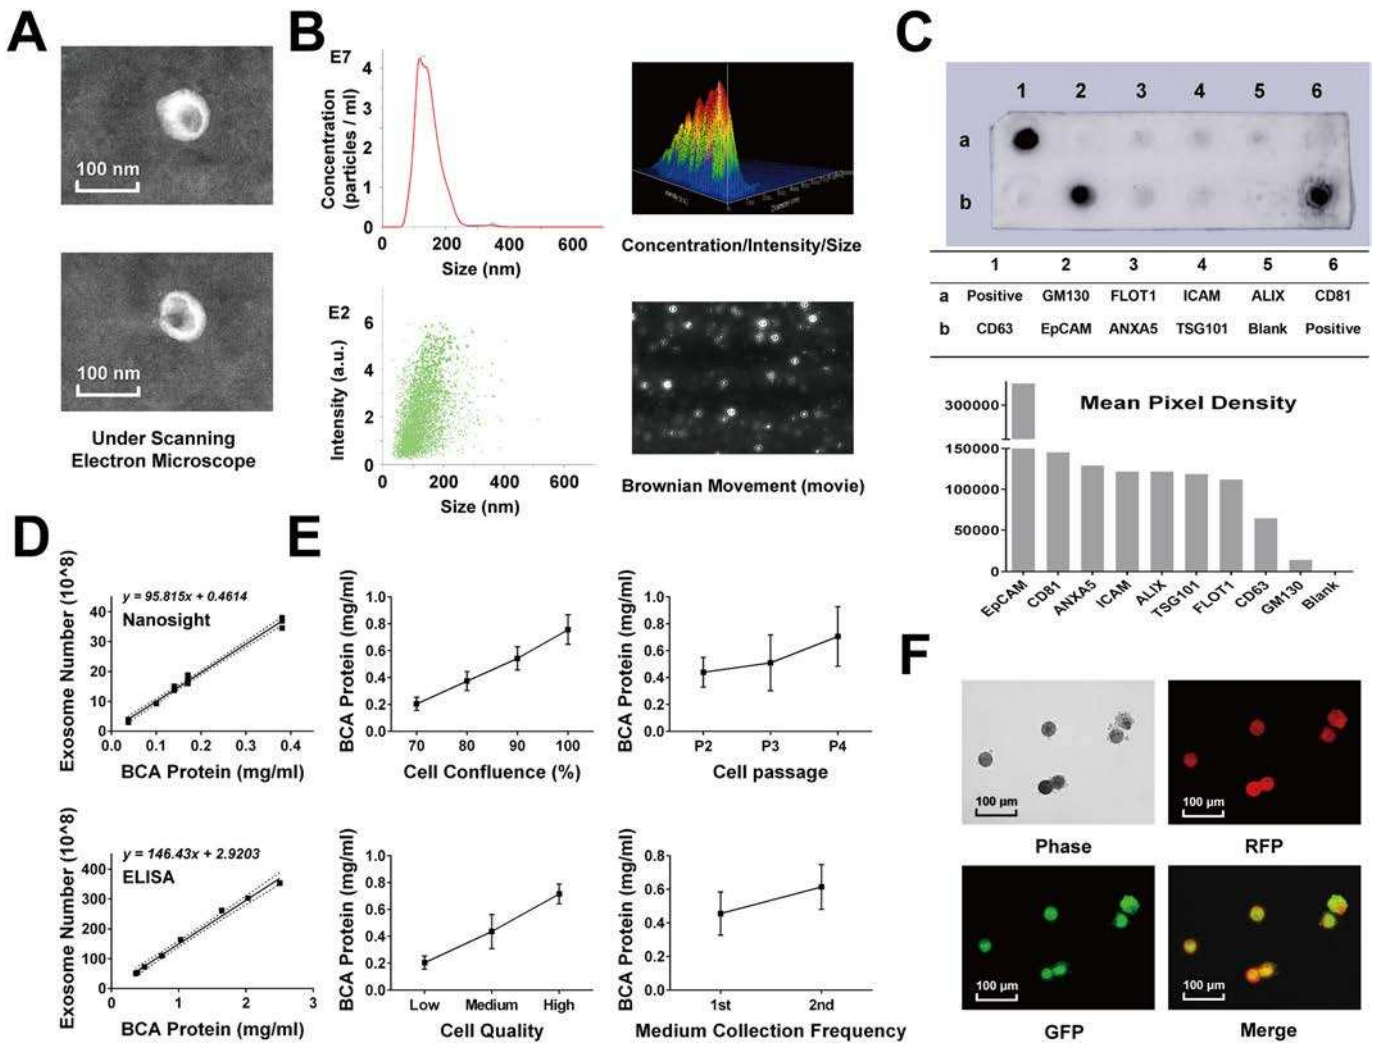 A
100 nm
100 nm
Under Scanning
Electron Microscope
B
E7
Concentration
(particles / ml)
4
3
2
1
0
0 200 400 600
Size (nm)
Concentration/Intensity/Size
E2
Intensity (a.u.)
6
4
2
0
0 200 400 600
Size (nm)
Brownian Movement (movie)
C
1 2 3 4 5 6
a
b
1 2 3 4 5 6
a Positive GM130 FLOT1 ICAM ALIX CD81
b CD63 EpCAM ANXA5 TSG101 Blank Positive
Mean Pixel Density
300000
150000
100000
50000
0
EpCAM CD81 ANXA5 ICAM ALIX TSG101 FLOT1 CD63 GM130 Blank
D
Exosome Number (10^8)
y = 95.815x + 0.4614
Nanosight
40
30
20
10
0
0.0 0.1 0.2 0.3 0.4
BCA Protein (mg/ml)
Exosome Number (10^8)
y = 146.43x + 2.9203
ELISA
400
300
200
100
0
0 1 2 3
BCA Protein (mg/ml)
E
BCA Protein (mg/ml)
1.0
0.8
0.6
0.4
0.2
0.0
70 80 90 100
Cell Confluence (%)
BCA Protein (mg/ml)
1.0
0.8
0.6
0.4
0.2
0.0
P2 P3 P4
Cell passage
BCA Protein (mg/ml)
1.0
0.8
0.6
0.4
0.2
0.0
Low Medium High
Cell Quality
BCA Protein (mg/ml)
0.8
0.6
0.4
0.2
0.0
1st 2nd
Medium Collection Frequency
F
100 µm
Phase
100 µm
RFP
100 µm
GFP
100 µm
Merge